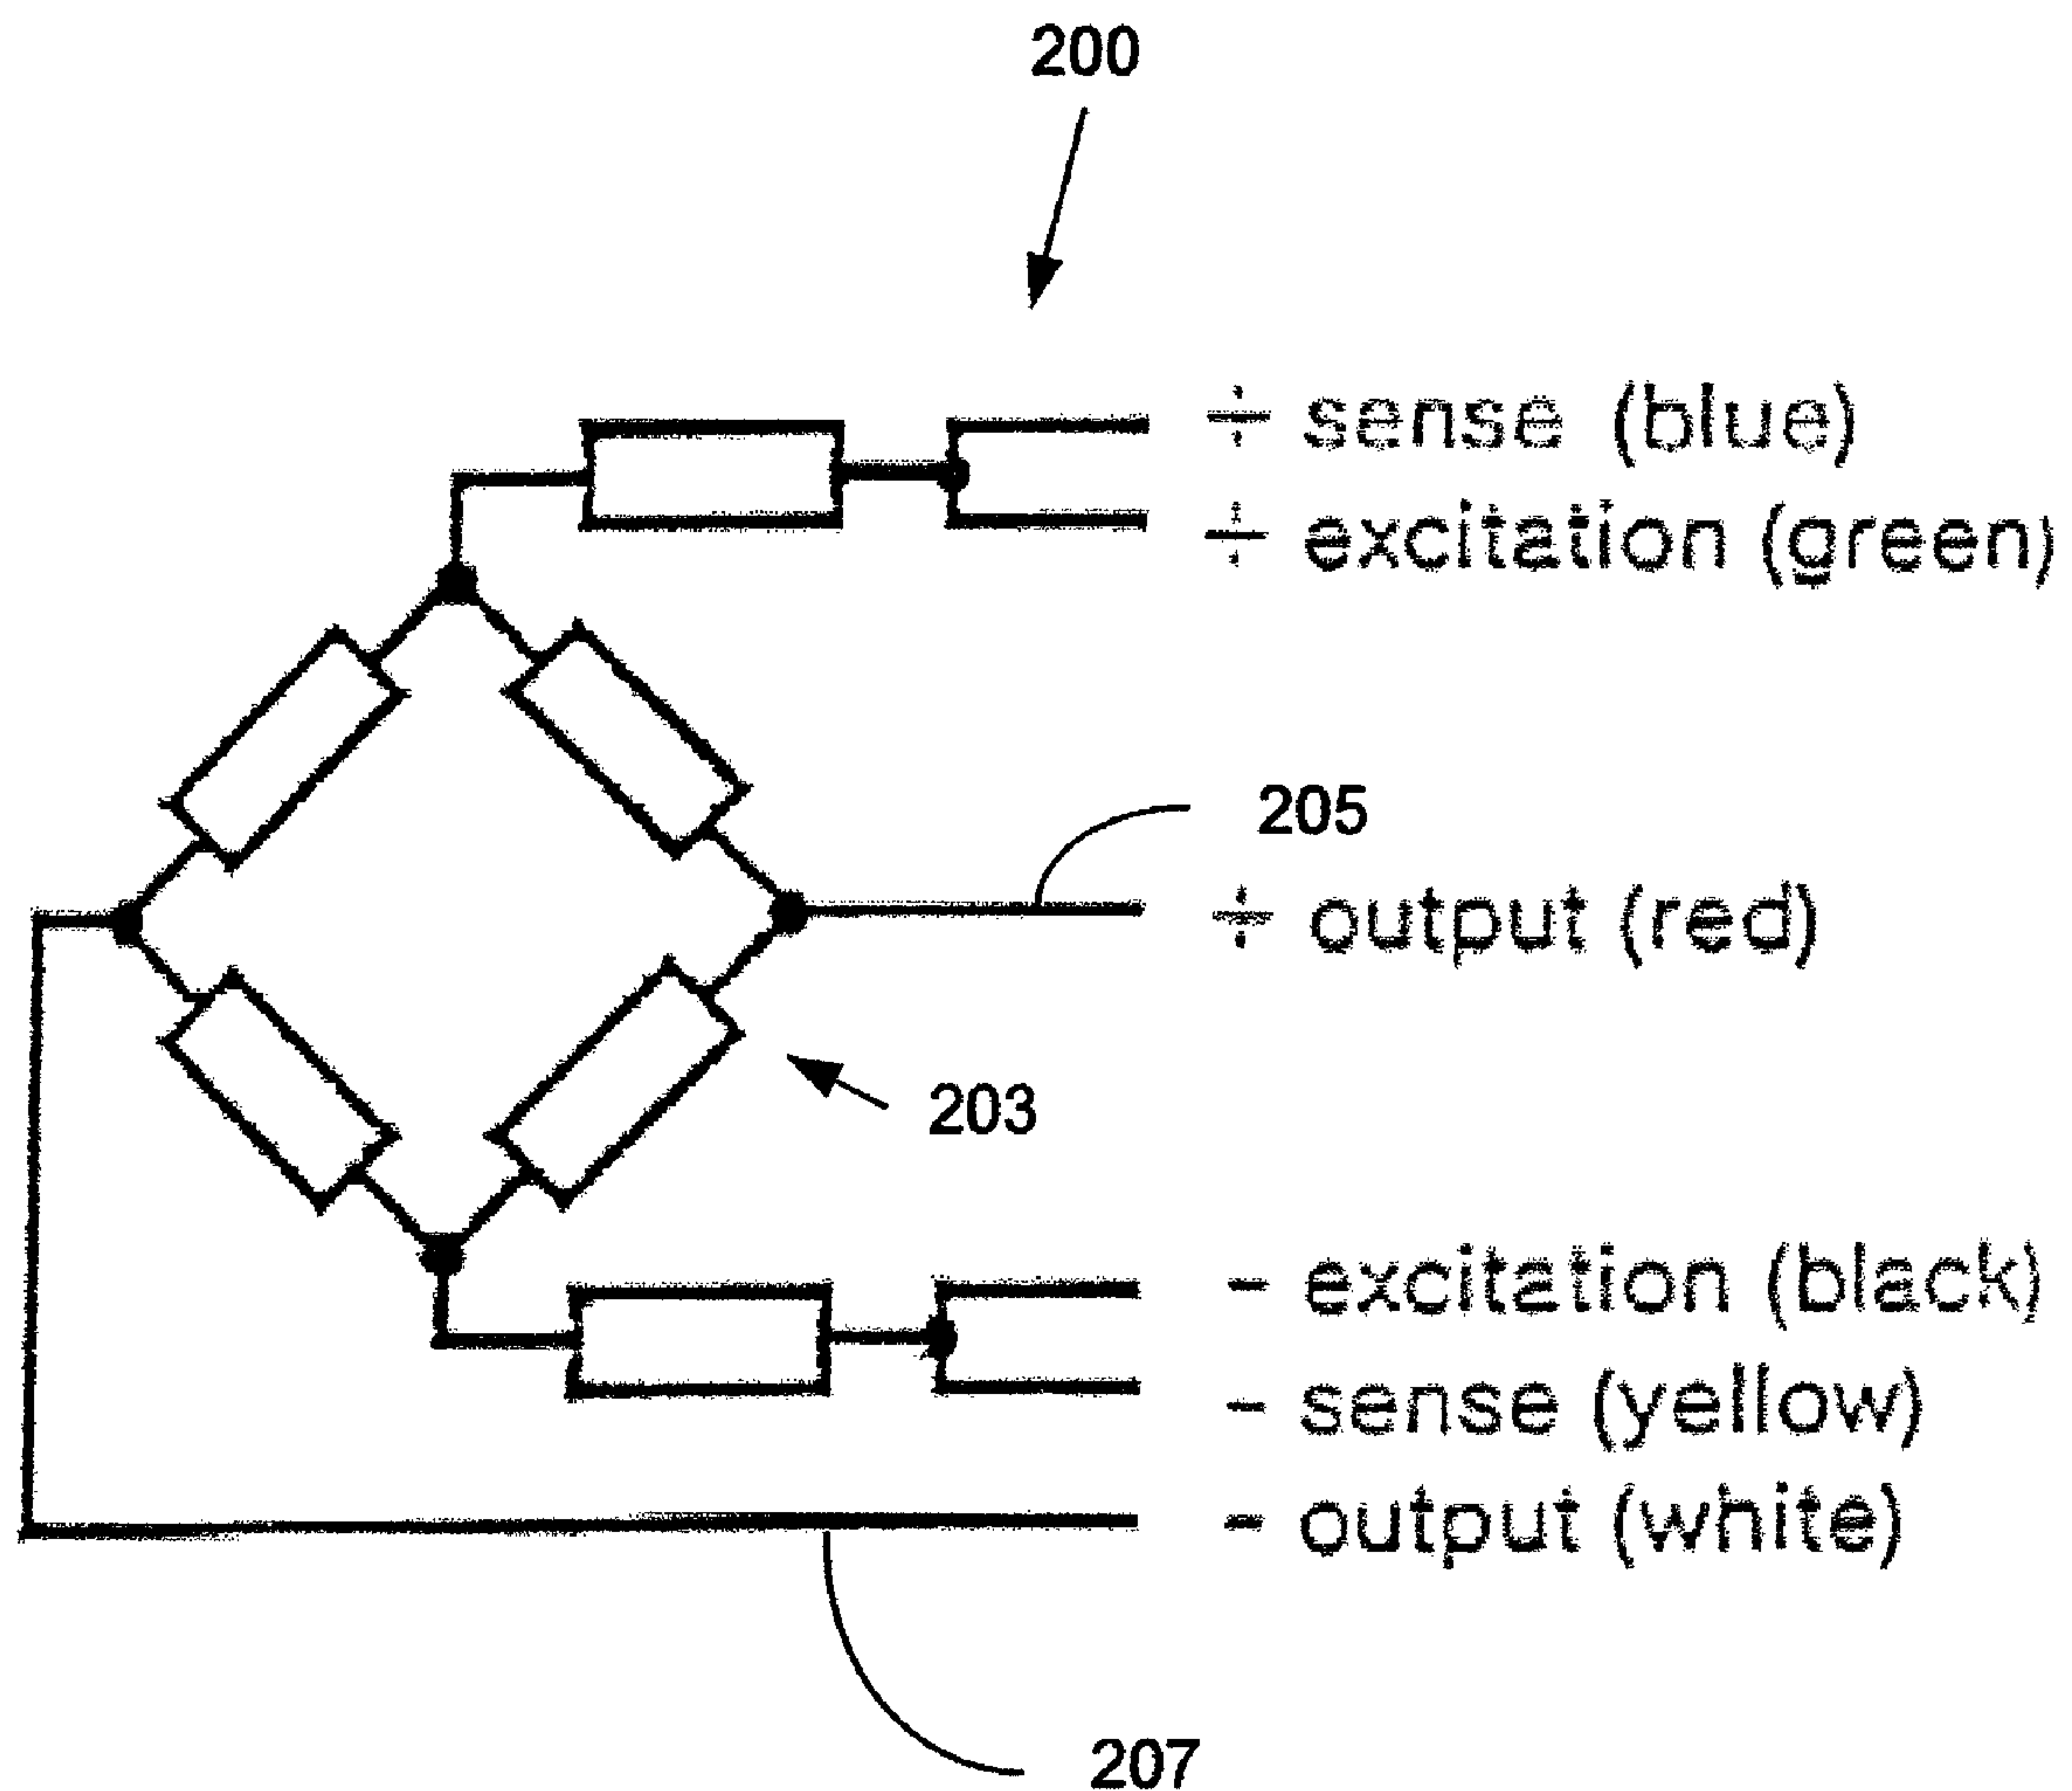 200
÷ sense (blue)
÷ excitation (green)
205
÷ output (red)
203
- excitation (black)
- sense (yellow)
- output (white)
207